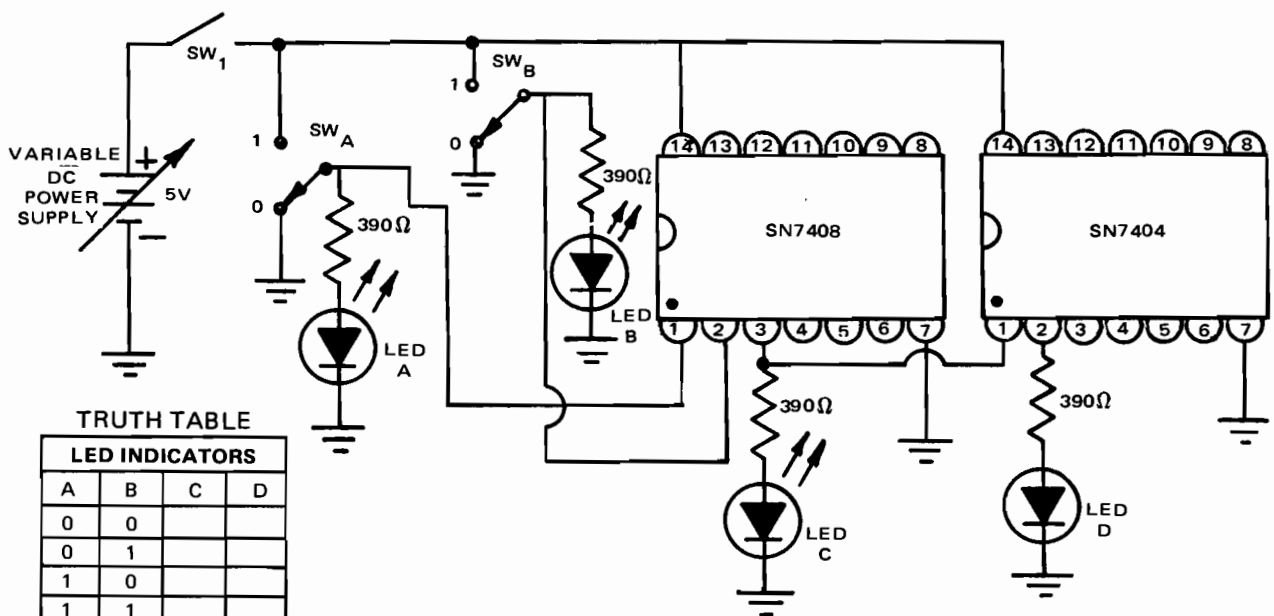 SW1
SWB
1
0
SWA
1
0
VARIABLE
DC
POWER
SUPPLY
+
5V
−
390Ω
390Ω
LED
A
LED
B
14 13 12 11 10 9 8
SN7408
1 2 3 4 5 6 7
14 13 12 11 10 9 8
SN7404
1 2 3 4 5 6 7
390Ω
LED
C
390Ω
LED
D
TRUTH TABLE
LED INDICATORS
A B C D
0 0
0 1
1 0
1 1